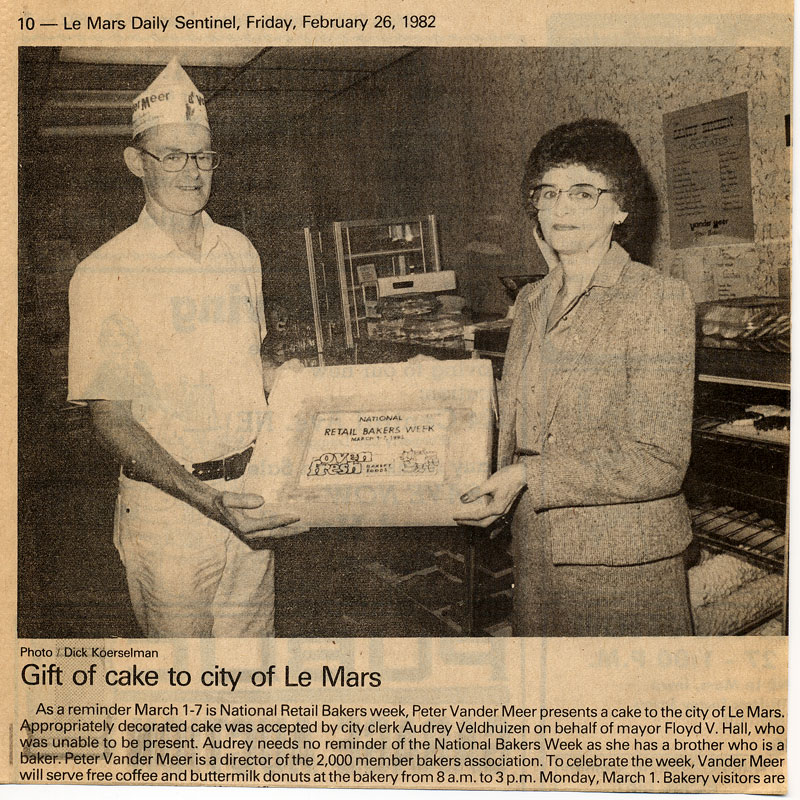 10 — Le Mars Daily Sentinel, Friday, February 26, 1982
Meer
NATIONAL
RETAIL BAKERS WEEK
MARCH 1-7, 1982
oven
fresh BAKERY
FOODS
Vander Meer
Photo / Dick Koerselman
Gift of cake to city of Le Mars
As a reminder March 1-7 is National Retail Bakers week, Peter Vander Meer presents a cake to the city of Le Mars.
Appropriately decorated cake was accepted by city clerk Audrey Veldhuizen on behalf of mayor Floyd V. Hall, who
was unable to be present. Audrey needs no reminder of the National Bakers Week as she has a brother who is a
baker. Peter Vander Meer is a director of the 2,000 member bakers association. To celebrate the week, Vander Meer
will serve free coffee and buttermilk donuts at the bakery from 8 a.m. to 3 p.m. Monday, March 1. Bakery visitors are